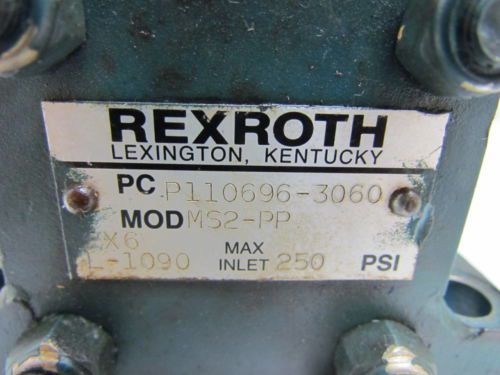 REXROTH
LEXINGTON, KENTUCKY
PC P110696-3060
MOD MS2-PP
X6
L-1090 MAX INLET 250 PSI